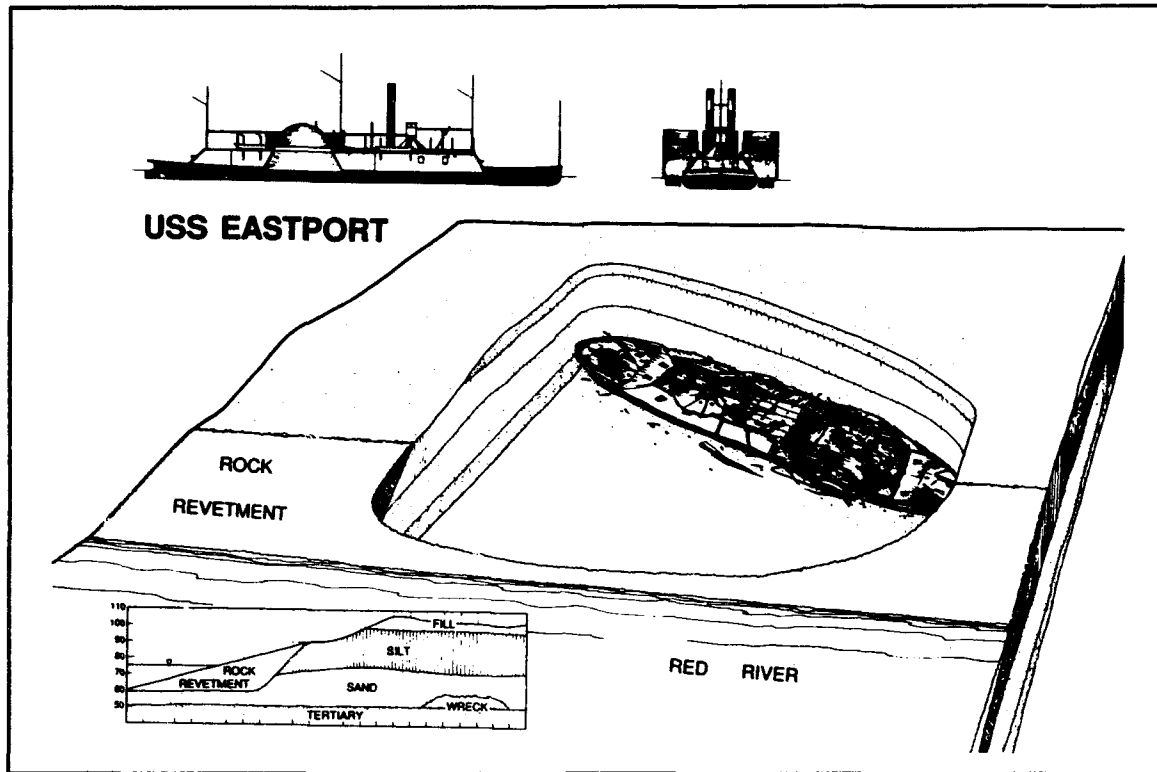 USS EASTPORT
ROCK
REVETMENT
110
100
90
80
70
60
50
FILL
SILT
ROCK
REVETMENT
SAND
WRECK
TERTIARY
RED RIVER